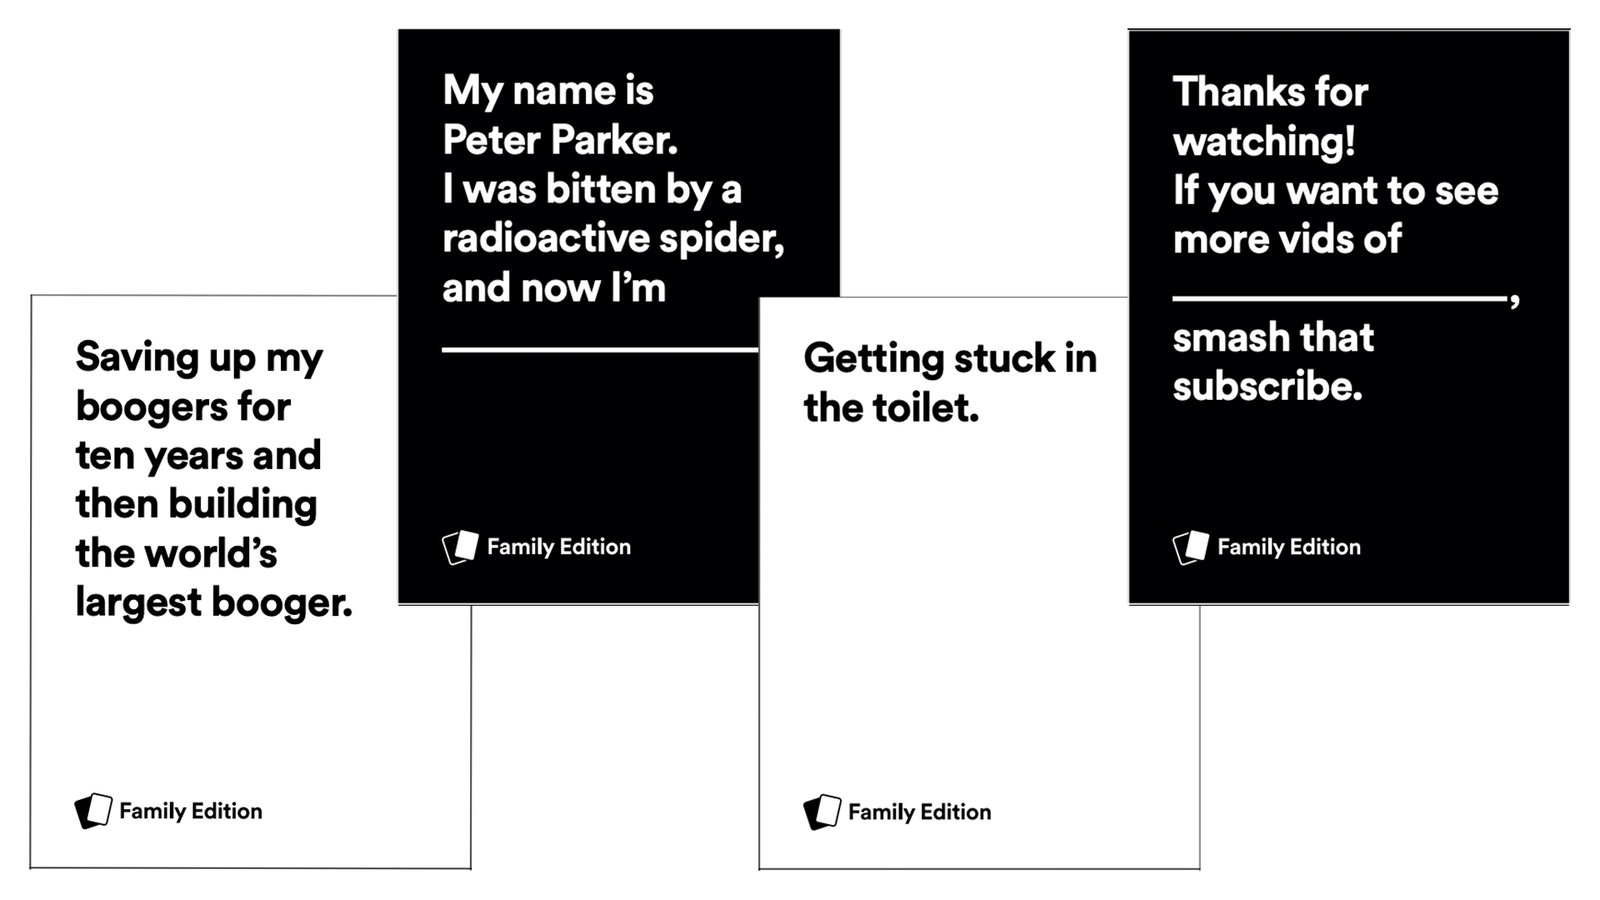 Saving up my
boogers for
ten years and
then building
the world's
largest booger.
Family Edition
My name is
Peter Parker.
I was bitten by a
radioactive spider,
and now I'm
Family Edition
Getting stuck in
the toilet.
Family Edition
Thanks for
watching!
If you want to see
more vids of
__________,
smash that
subscribe.
Family Edition